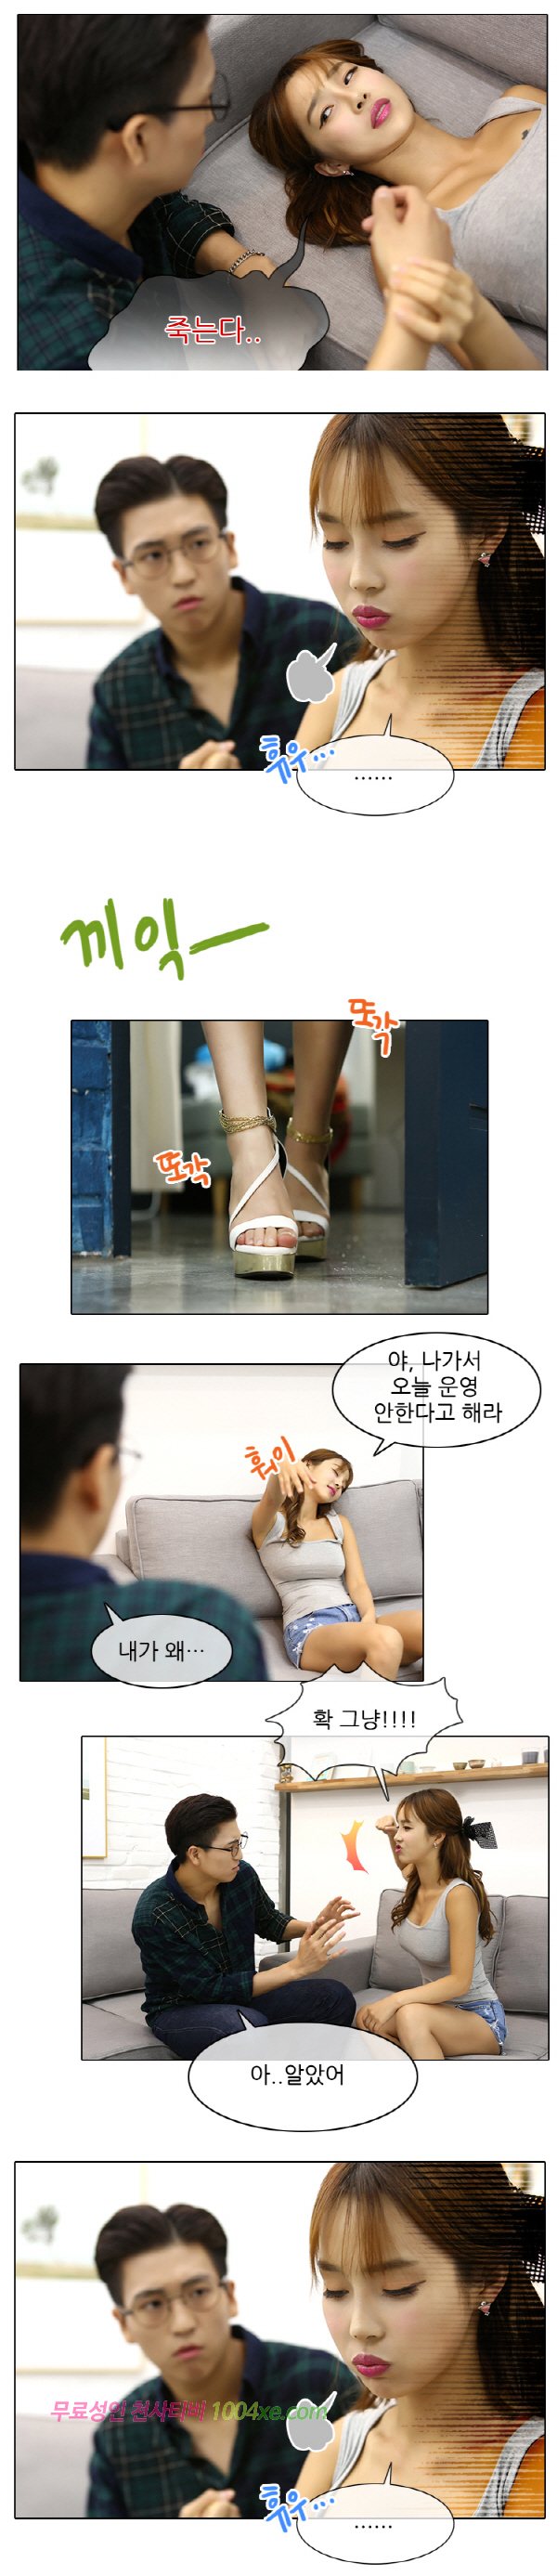 죽는다..
휴우...
......
끼익—
또각
또각
야, 나가서
오늘 운영
안한다고 해라
훠이
내가 왜...
확 그냥!!!!
아..알았어
무료성인 천사티비 1004xe.com
휴우...
......